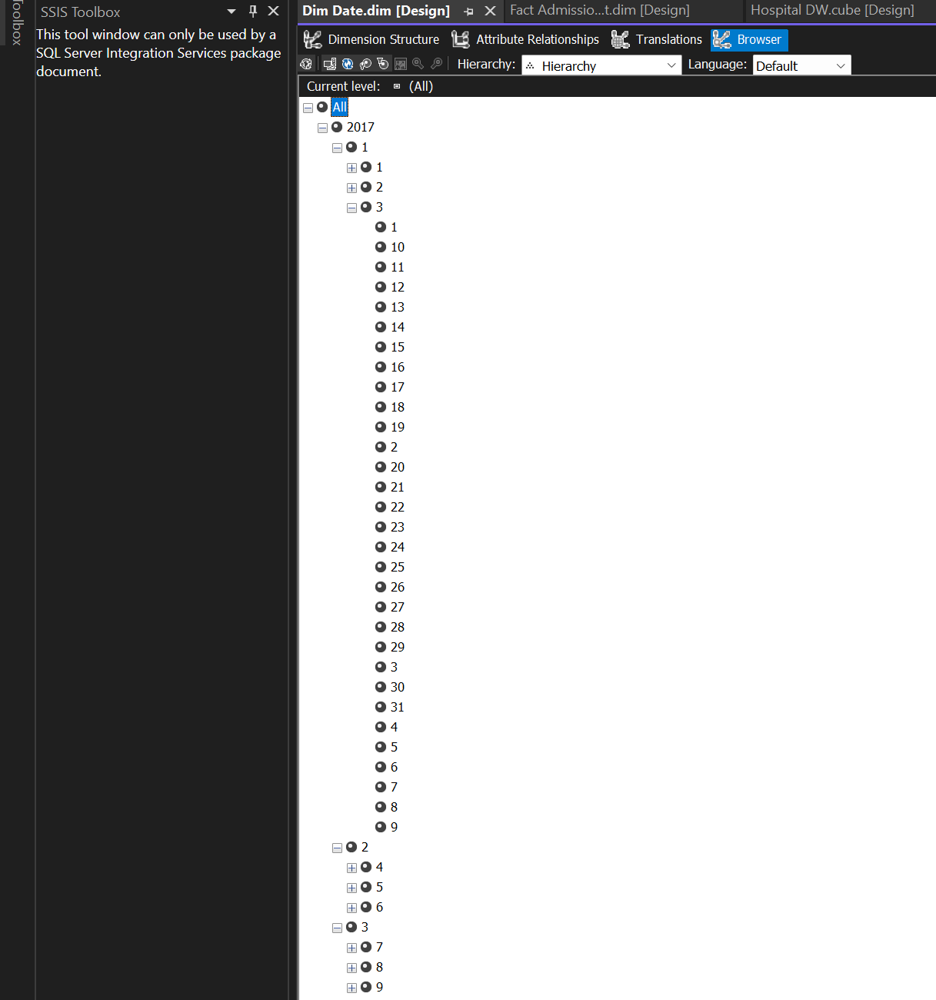 Toolbox
SSIS Toolbox
This tool window can only be used by a
SQL Server Integration Services package
document.
Dim Date.dim [Design]
Fact Admissio...t.dim [Design]
Hospital DW.cube [Design]
Dimension Structure
Attribute Relationships
Translations
Browser
Hierarchy:
Hierarchy
Language:
Default
Current level:
(All)
All
2017
1
1
2
3
1
10
11
12
13
14
15
16
17
18
19
2
20
21
22
23
24
25
26
27
28
29
3
30
31
4
5
6
7
8
9
2
4
5
6
3
7
8
9